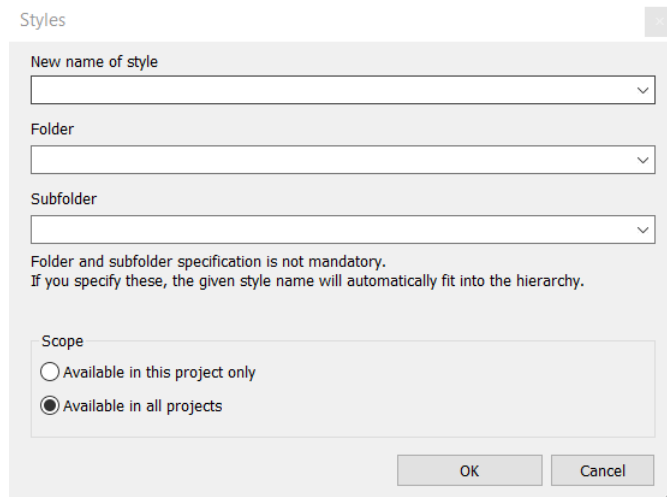 Styles
New name of style
Folder
Subfolder
Folder and subfolder specification is not mandatory.
If you specify these, the given style name will automatically fit into the hierarchy.
Scope
Available in this project only
Available in all projects
OK
Cancel